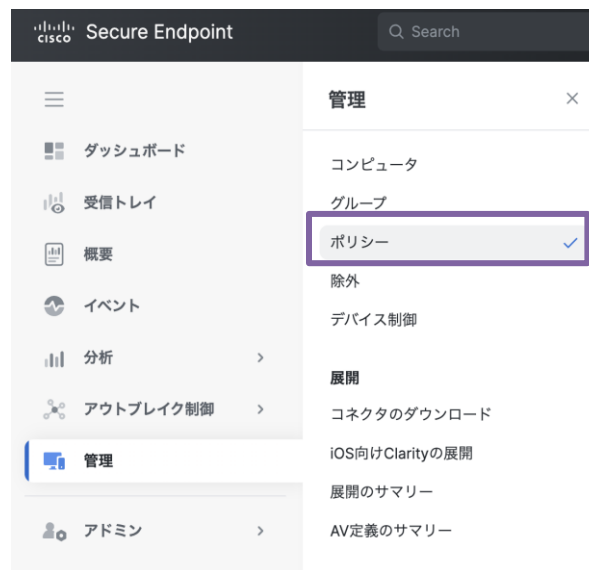 cisco Secure Endpoint
Search
ダッシュボード
受信トレイ
概要
イベント
分析
アウトブレイク制御
管理
アドミン
管理
コンピュータ
グループ
ポリシー
除外
デバイス制御
展開
コネクタのダウンロード
iOS向けClarityの展開
展開のサマリー
AV定義のサマリー